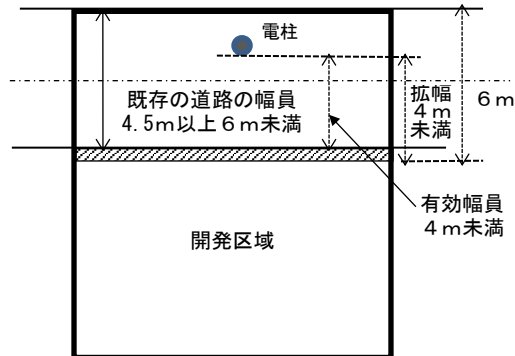 電柱
既存の道路の幅員
4.5ｍ以上６ｍ未満
拡幅
４ｍ
未満
６ｍ
有効幅員
４ｍ未満
開発区域